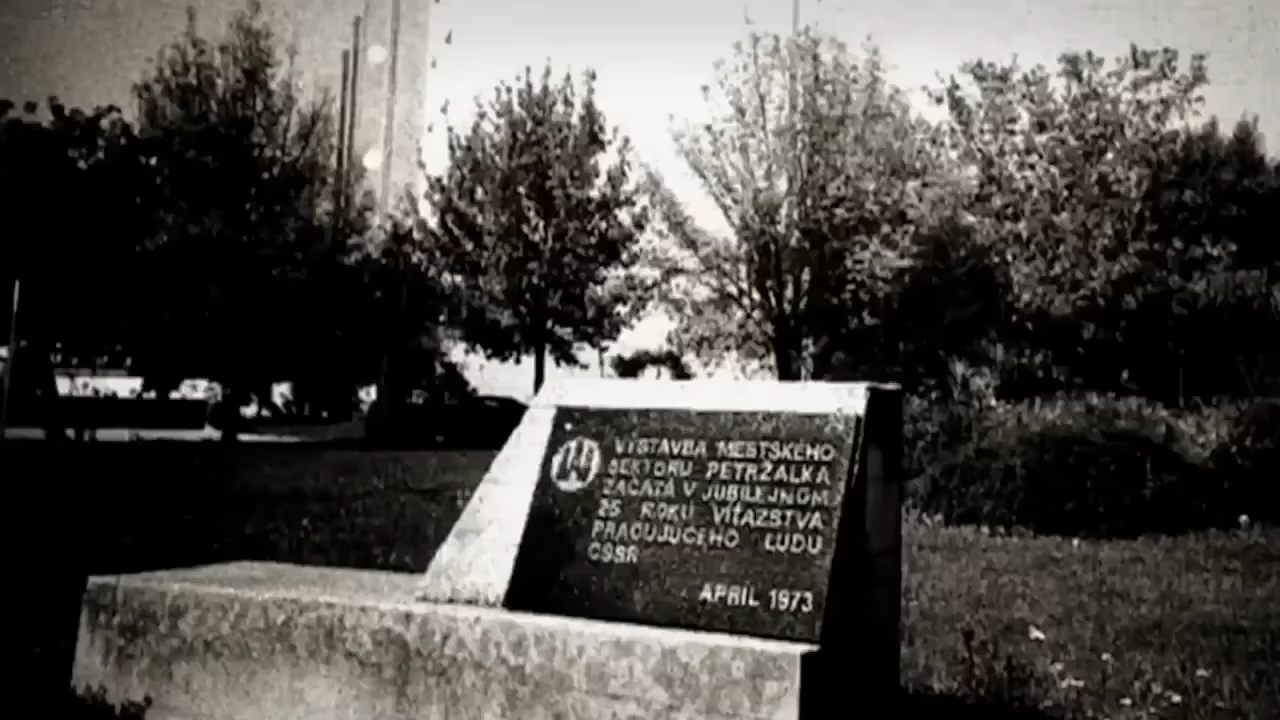 VÝSTAVBA MESTSKÉHO
SEKTORU PETRŽALKA
ZAČATÁ V JUBILEJNOM
25 ROKU VÍŤAZSTVA
PRACUJÚCEHO ĽUDU
ČSSR
APRÍL 1973